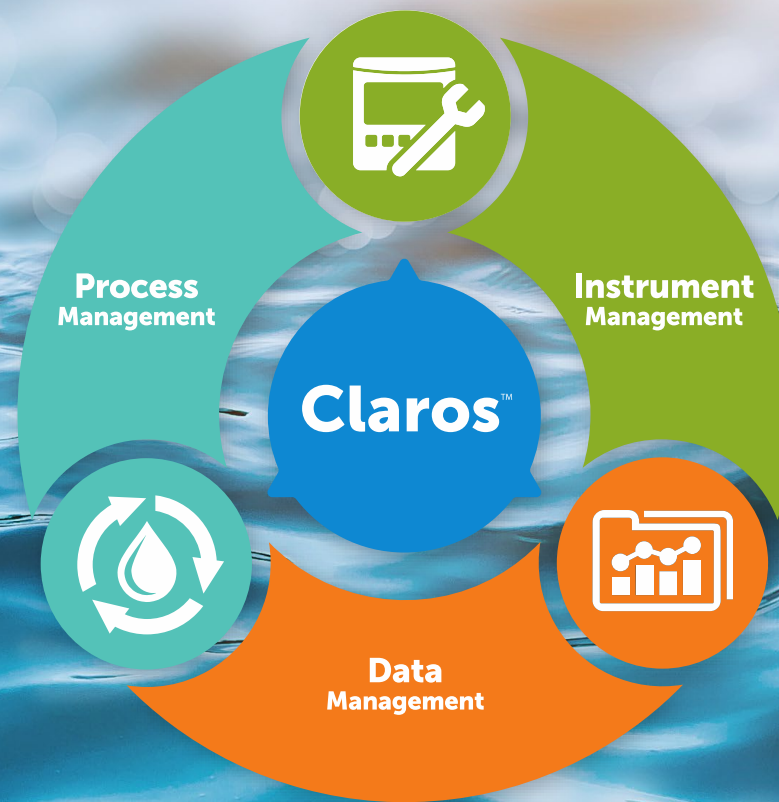 Process
Management
Instrument
Management
Claros™
Data
Management